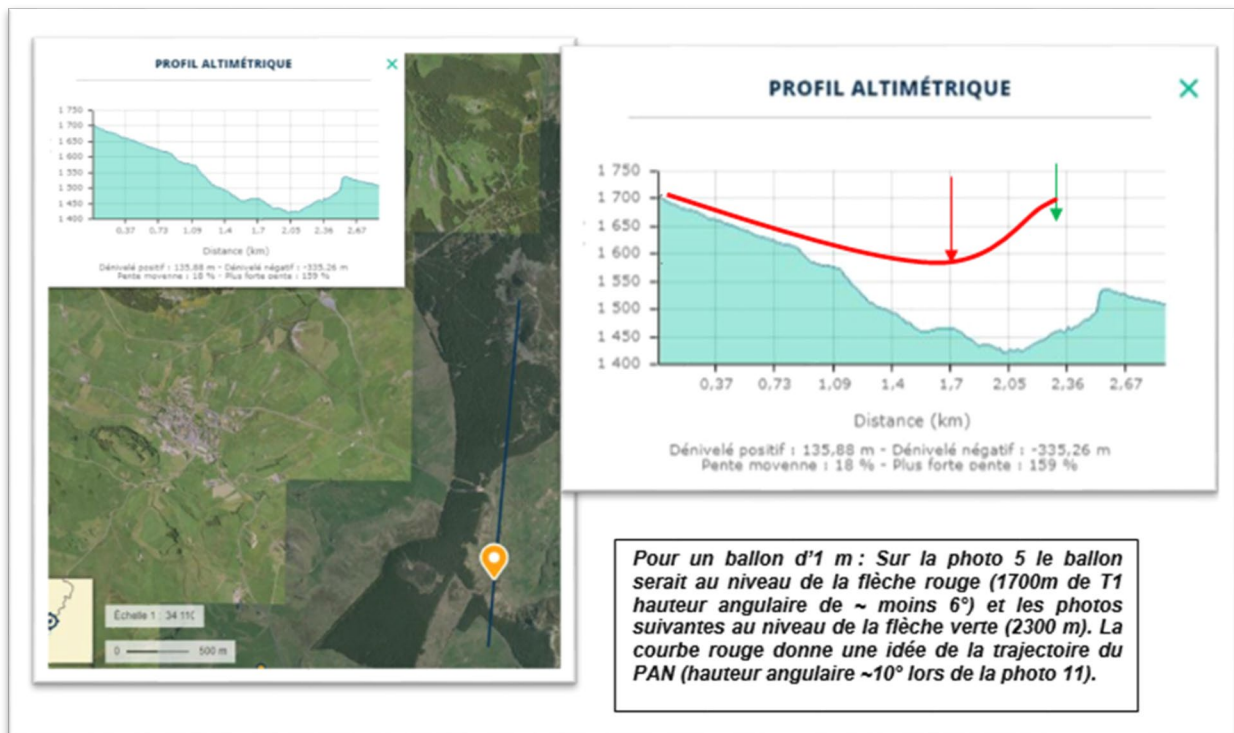 PROFIL ALTIMÉTRIQUE ×
1 750
1 700
1 650
1 600
1 550
1 500
1 450
1 400
0,37 0,73 1,09 1,4 1,7 2,05 2,36 2,67
Distance (km)
Dénivelé positif : 135,88 m - Dénivelé négatif : -335,26 m
Pente moyenne : 18 % - Plus forte pente : 159 %
Échelle 1 : 34 110
0 500 m
PROFIL ALTIMÉTRIQUE ×
1 750
1 700
1 650
1 600
1 550
1 500
1 450
1 400
0,37 0,73 1,09 1,4 1,7 2,05 2,36 2,67
Distance (km)
Dénivelé positif : 135,88 m - Dénivelé négatif : -335,26 m
Pente moyenne : 18 % - Plus forte pente : 159 %
Pour un ballon d'1 m : Sur la photo 5 le ballon
serait au niveau de la flèche rouge (1700m de T1
hauteur angulaire de ~ moins 6°) et les photos
suivantes au niveau de la flèche verte (2300 m). La
courbe rouge donne une idée de la trajectoire du
PAN (hauteur angulaire ~10° lors de la photo 11).